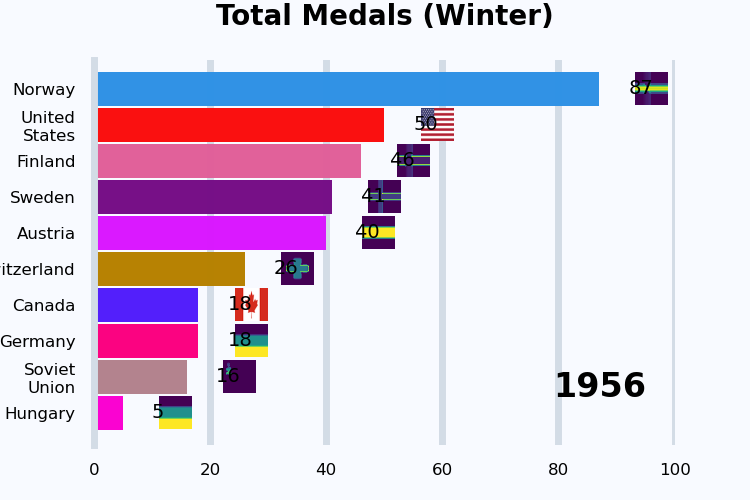 Total Medals (Winter)
Norway 87
United
States 50
Finland 46
Sweden 41
Austria 40
itzerland 26
Canada 18
Germany 18
Soviet
Union 16
Hungary 5
1956
0 20 40 60 80 100